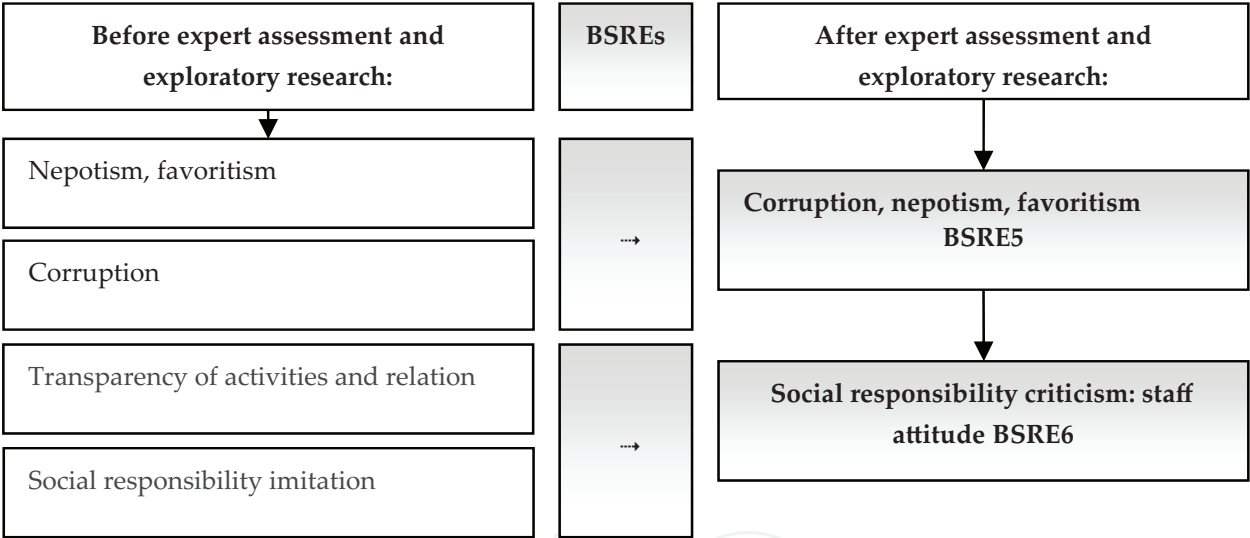 Before expert assessment and
exploratory research:
BSREs
After expert assessment and
exploratory research:
Nepotism, favoritism
Corruption
⤑
Corruption, nepotism, favoritism
BSRE5
Transparency of activities and relation
Social responsibility imitation
⤑
Social responsibility criticism: staff
attitude BSRE6